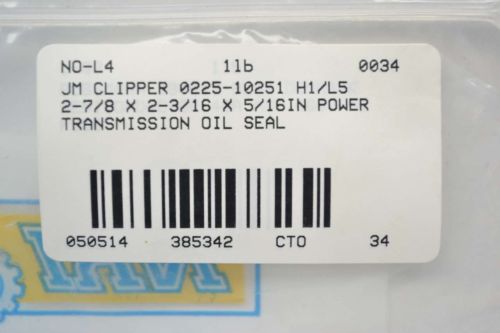 NO-L4 1lb 0034
JM CLIPPER 0225-10251 H1/L5
2-7/8 X 2-3/16 X 5/16IN POWER
TRANSMISSION OIL SEAL
050514 385342 CTO 34